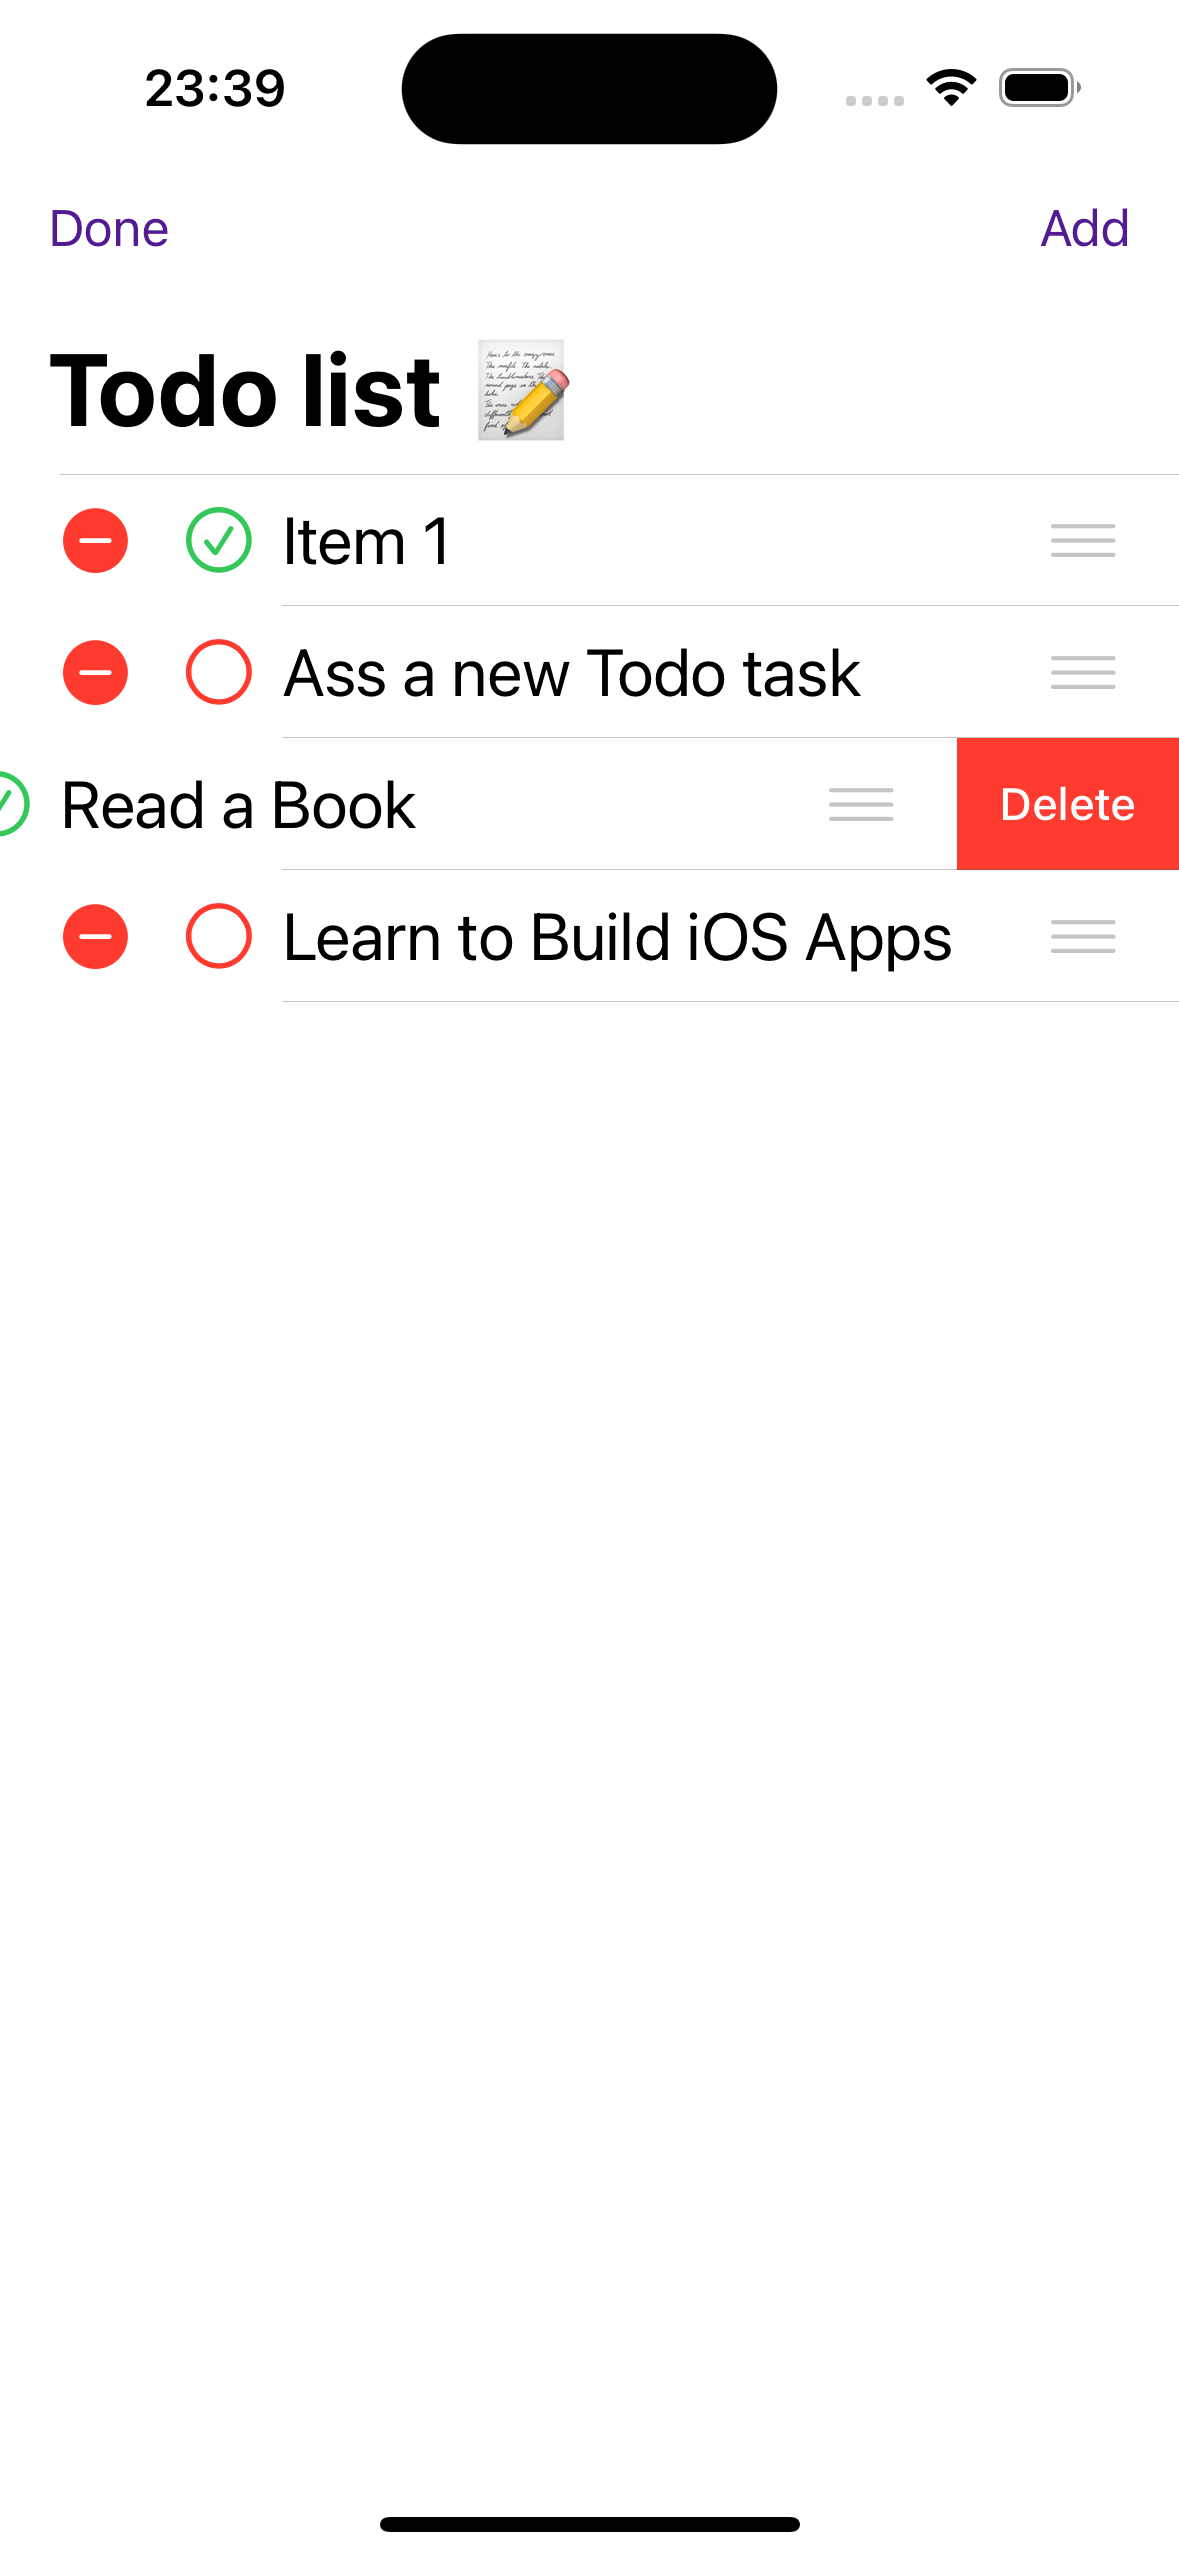 23:39
Done Add
Todo list 📝
Item 1
Ass a new Todo task
Read a Book Delete
Learn to Build iOS Apps